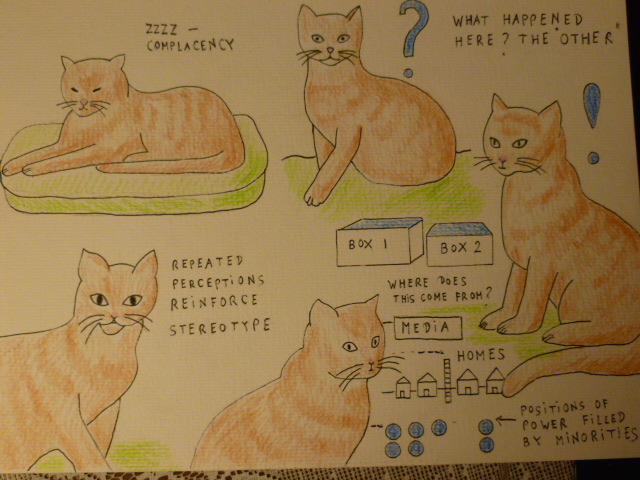 ZZZZ —
COMPLACENCY
?
WHAT HAPPENED
HERE? THE "OTHER"
!
BOX 1
BOX 2
REPEATED
PERCEPTIONS
REINFORCE
STEREOTYPE
WHERE DOES
THIS COME FROM?
MEDIA
HOMES
POSITIONS OF
POWER FILLED
BY MINORITIES